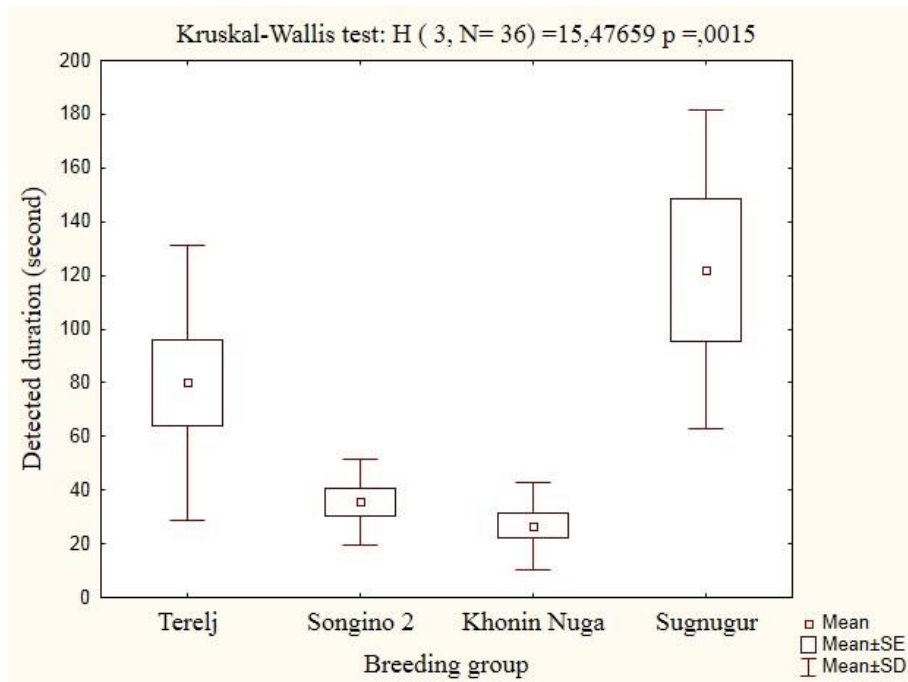 Kruskal-Wallis test: H ( 3, N= 36) =15,47659 p =,0015
Detected duration (second)
200
180
160
140
120
100
80
60
40
20
0
Terelj Songino 2 Khonin Nuga Sugnugur
Breeding group
Mean
Mean±SE
Mean±SD